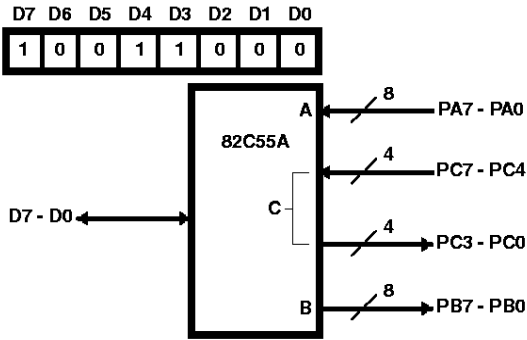 D7 D6 D5 D4 D3 D2 D1 D0
1 0 0 1 1 0 0 0
A 8 PA7 - PA0
82C55A
4 PC7 - PC4
C
D7 - D0
4 PC3 - PC0
B 8 PB7 - PB0